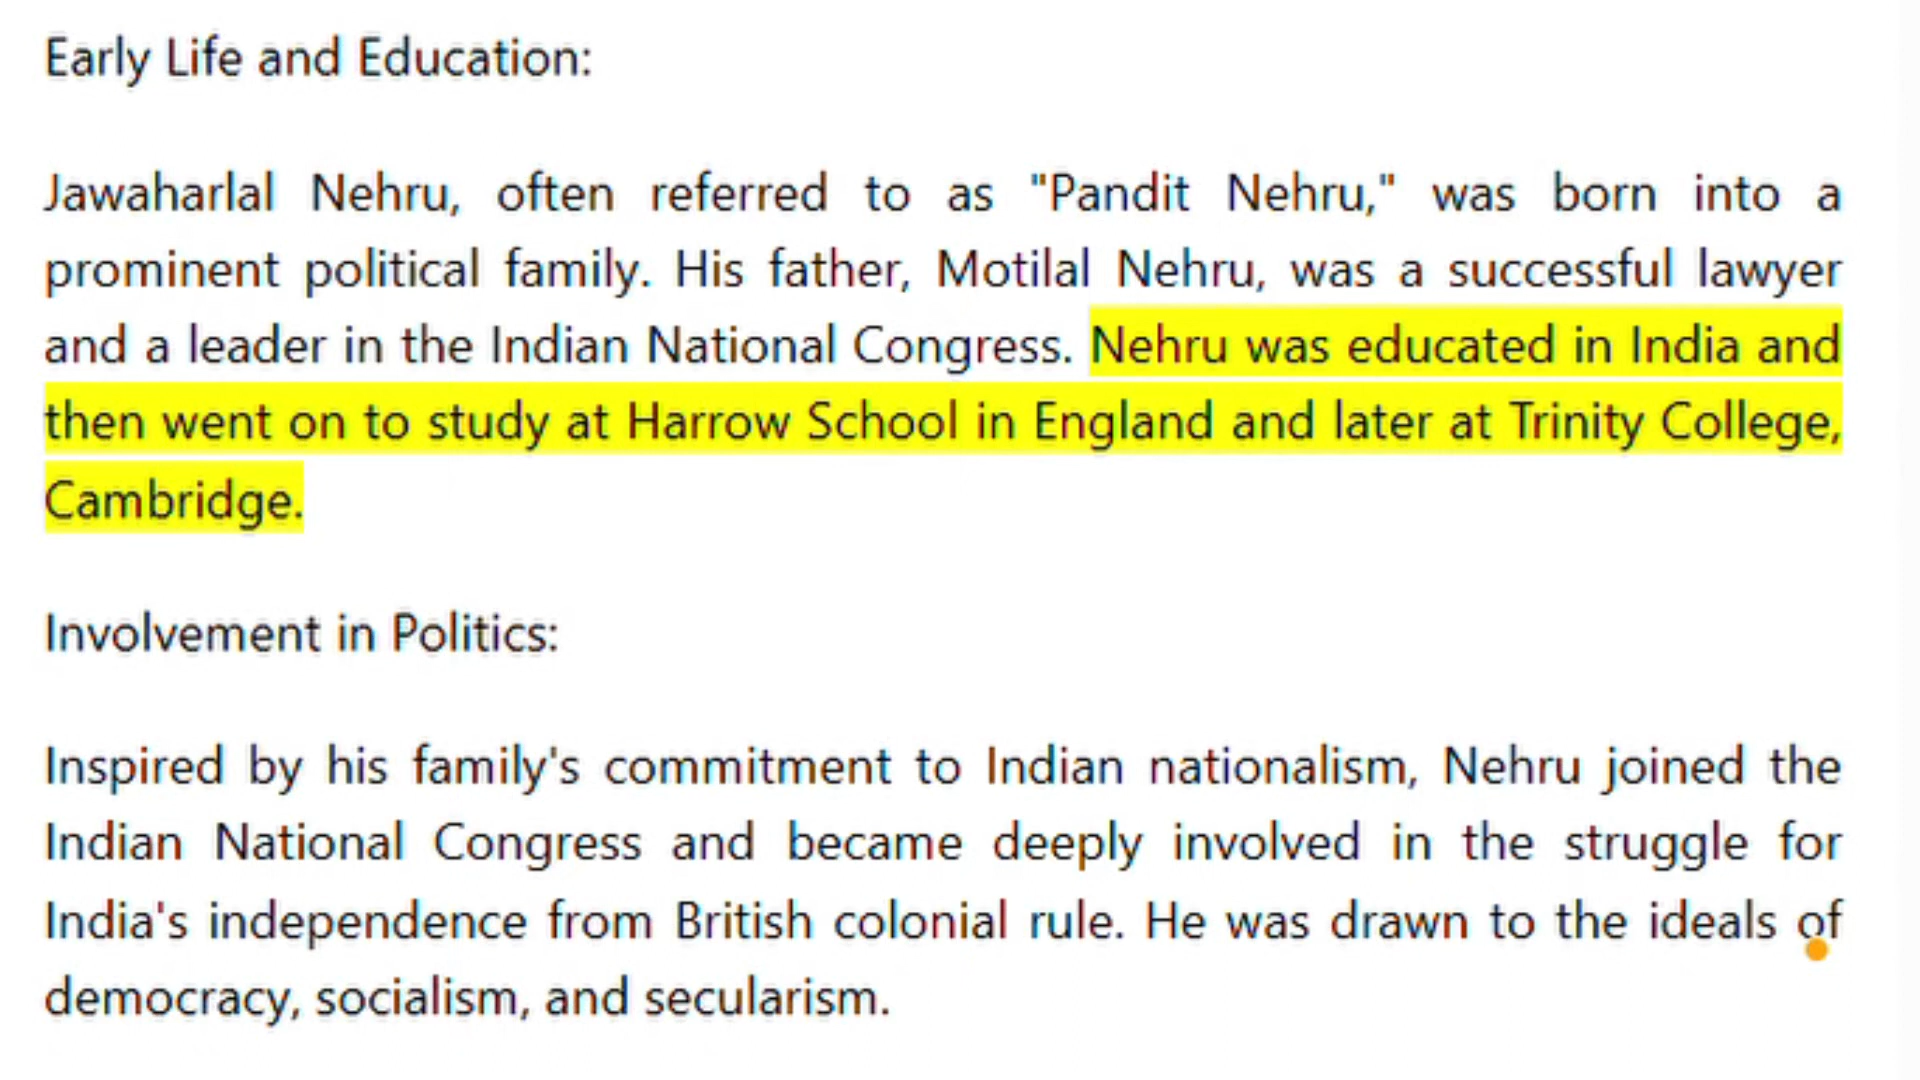 Early Life and Education:
Jawaharlal Nehru, often referred to as "Pandit Nehru," was born into a
prominent political family. His father, Motilal Nehru, was a successful lawyer
and a leader in the Indian National Congress. Nehru was educated in India and
then went on to study at Harrow School in England and later at Trinity College,
Cambridge.
Involvement in Politics:
Inspired by his family's commitment to Indian nationalism, Nehru joined the
Indian National Congress and became deeply involved in the struggle for
India's independence from British colonial rule. He was drawn to the ideals of
democracy, socialism, and secularism.